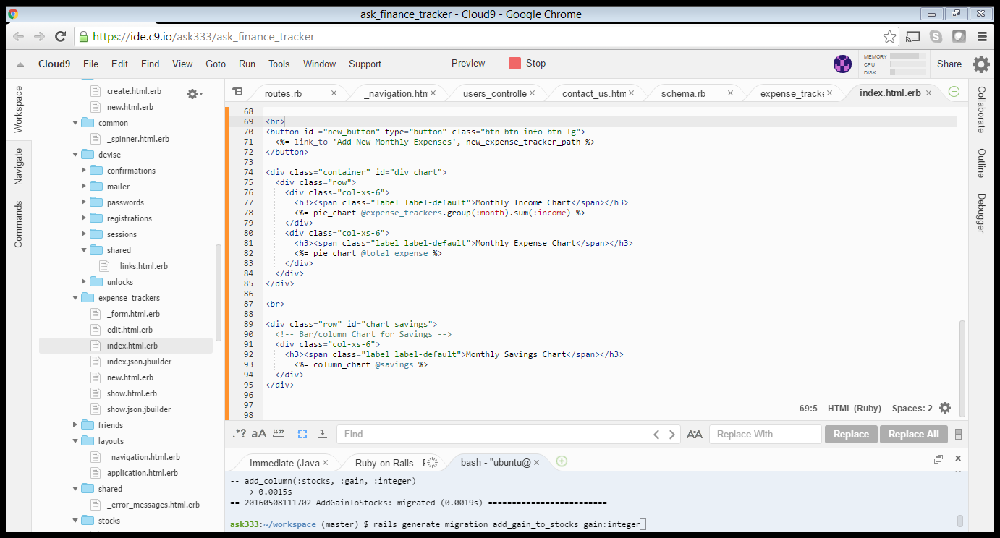 ask_finance_tracker - Cloud9 - Google Chrome
https://ide.c9.io/ask333/ask_finance_tracker
Cloud9 File Edit Find View Goto Run Tools Window Support Preview Stop MEMORY CPU DISK Share
Workspace
Navigate
Commands
create.html.erb
new.html.erb
common
_spinner.html.erb
devise
confirmations
mailer
passwords
registrations
sessions
shared
_links.html.erb
unlocks
expense_trackers
_form.html.erb
edit.html.erb
index.html.erb
index.json.jbuilder
new.html.erb
show.html.erb
show.json.jbuilder
friends
layouts
_navigation.html.erb
application.html.erb
shared
_error_messages.html.erb
stocks
routes.rb _navigation.htn users_controlle contact_us.htm schema.rb expense_tracke index.html.erb
68
69 <br>
70 <button id ="new_button" type="button" class="btn btn-info btn-lg">
71 <%= link_to 'Add New Monthly Expenses', new_expense_tracker_path %>
72 </button>
73
74 <div class="container" id="div_chart">
75 <div class="row">
76 <div class="col-xs-6">
77 <h3><span class="label label-default">Monthly Income Chart</span></h3>
78 <%= pie_chart @expense_trackers.group(:month).sum(:income) %>
79 </div>
80 <div class="col-xs-6">
81 <h3><span class="label label-default">Monthly Expense Chart</span></h3>
82 <%= pie_chart @total_expense %>
83 </div>
84 </div>
85 </div>
86
87 <br>
88
89 <div class="row" id="chart_savings">
90 <!-- Bar/column Chart for Savings -->
91 <div class="col-xs-6">
92 <h3><span class="label label-default">Monthly Savings Chart</span></h3>
93 <%= column_chart @savings %>
94 </div>
95 </div>
96
97
98
69:5 HTML (Ruby) Spaces: 2
.*? aA “” Find AA Replace With Replace Replace All
Immediate (Java Ruby on Rails - F bash - "ubuntu@
-- add_column(:stocks, :gain, :integer)
-> 0.0015s
== 20160508111702 AddGainToStocks: migrated (0.0019s) =========================
ask333:~/workspace (master) $ rails generate migration add_gain_to_stocks gain:integer
Collaborate
Outline
Debugger